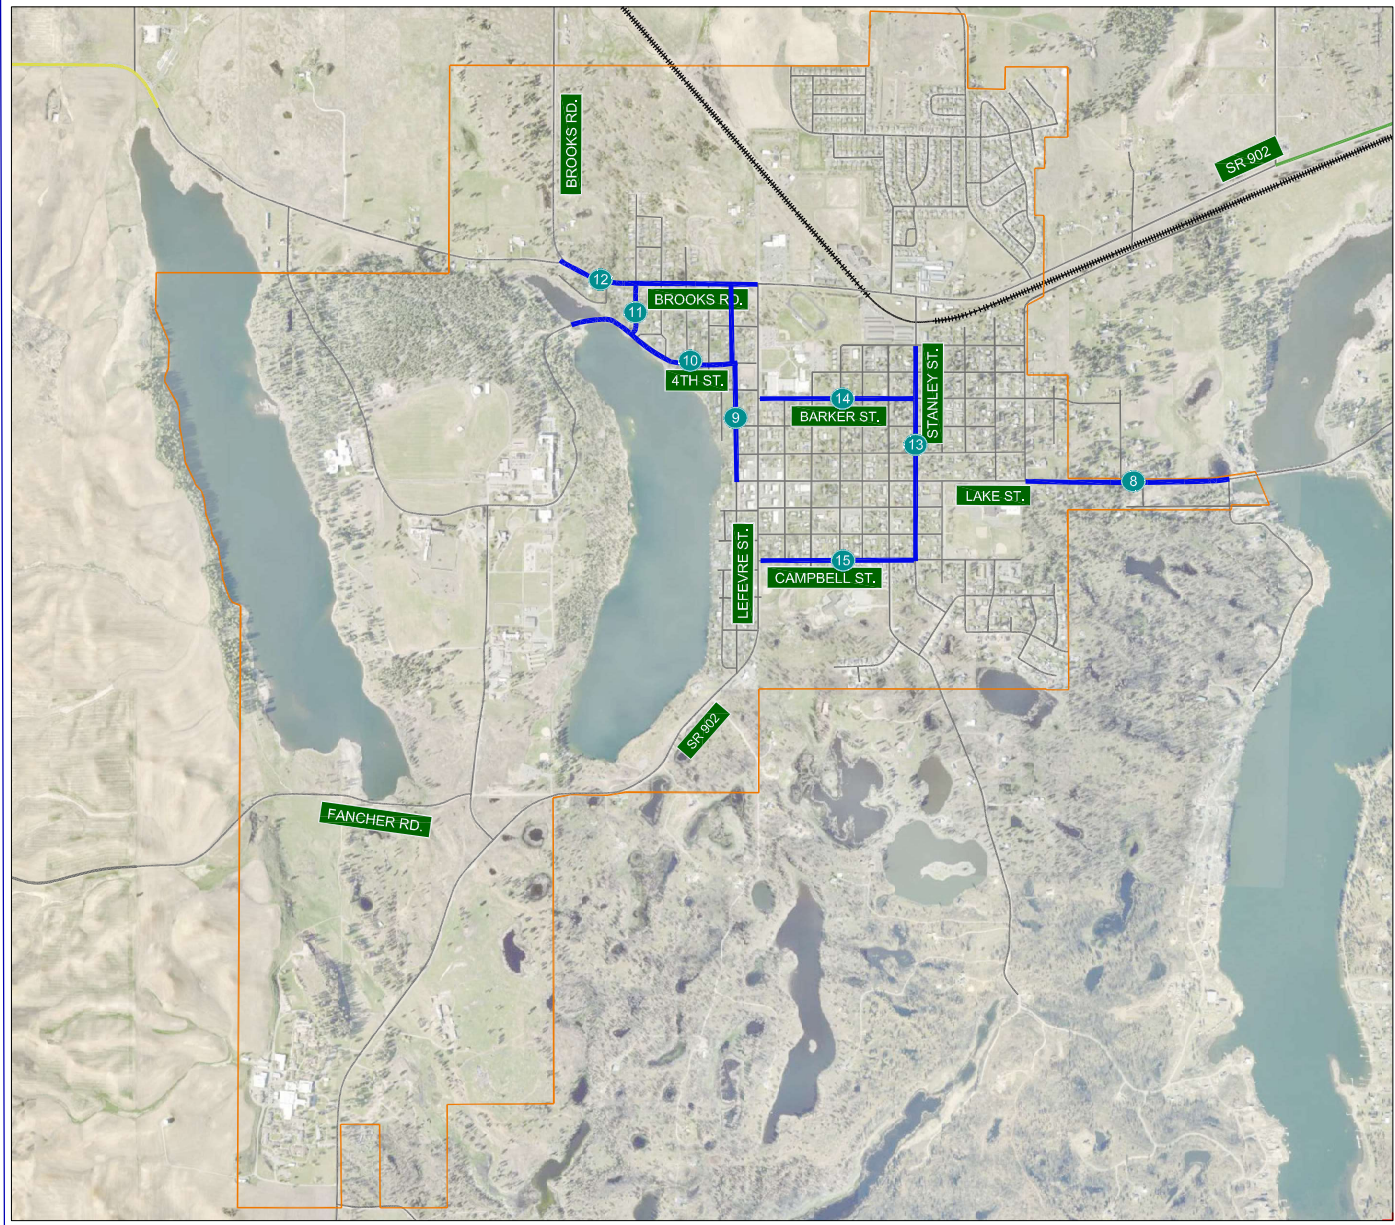 BROOKS RD.
SR 902
12
BROOKS RD.
11
10
4TH ST.
STANLEY ST.
14
BARKER ST.
9
13
8
LAKE ST.
LEFEVRE ST.
15
CAMPBELL ST.
SR 902
FANCHER RD.